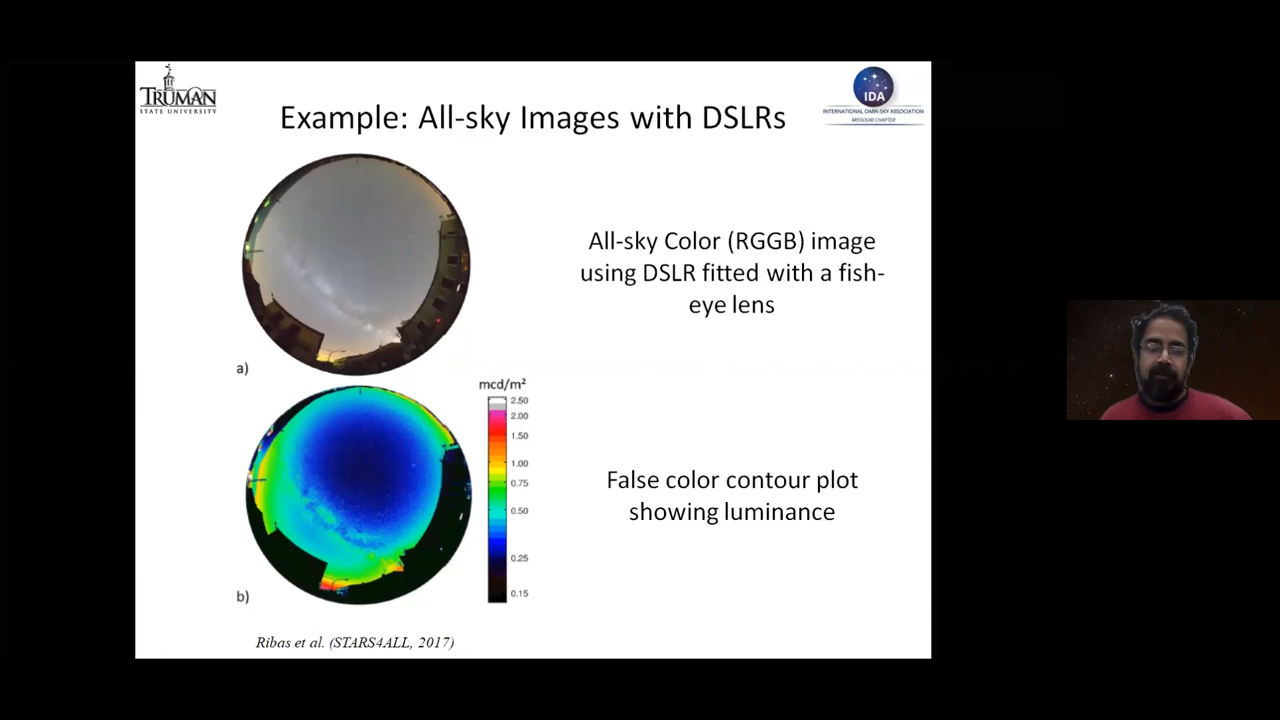 TRUMAN
STATE UNIVERSITY
IDA
INTERNATIONAL DARK-SKY ASSOCIATION
MISSOURI CHAPTER
Example: All-sky Images with DSLRs
All-sky Color (RGGB) image
using DSLR fitted with a fish-
eye lens
a)
mcd/m²
2.50
2.00
1.50
1.00
0.75
0.50
0.25
0.15
False color contour plot
showing luminance
b)
Ribas et al. (STARS4ALL, 2017)